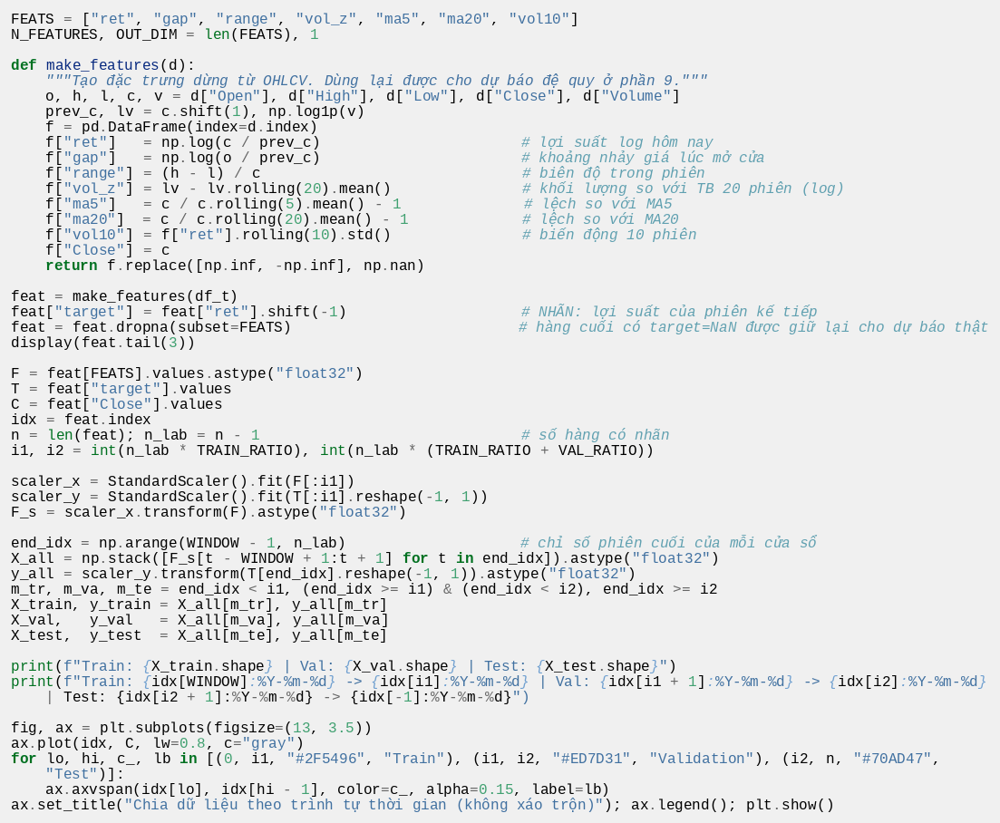 FEATS = ["ret", "gap", "range", "vol_z", "ma5", "ma20", "vol10"]
N_FEATURES, OUT_DIM = len(FEATS), 1

def make_features(d):
    """Tạo đặc trưng dừng từ OHLCV. Dùng lại được cho dự báo đệ quy ở phần 9."""
    o, h, l, c, v = d["Open"], d["High"], d["Low"], d["Close"], d["Volume"]
    prev_c, lv = c.shift(1), np.log1p(v)
    f = pd.DataFrame(index=d.index)
    f["ret"]   = np.log(c / prev_c)                       # lợi suất log hôm nay
    f["gap"]   = np.log(o / prev_c)                       # khoảng nhảy giá lúc mở cửa
    f["range"] = (h - l) / c                              # biên độ trong phiên
    f["vol_z"] = lv - lv.rolling(20).mean()               # khối lượng so với TB 20 phiên (log)
    f["ma5"]   = c / c.rolling(5).mean() - 1              # lệch so với MA5
    f["ma20"]  = c / c.rolling(20).mean() - 1             # lệch so với MA20
    f["vol10"] = f["ret"].rolling(10).std()               # biến động 10 phiên
    f["Close"] = c
    return f.replace([np.inf, -np.inf], np.nan)

feat = make_features(df_t)
feat["target"] = feat["ret"].shift(-1)                    # NHÃN: lợi suất của phiên kế tiếp
feat = feat.dropna(subset=FEATS)                          # hàng cuối có target=NaN được giữ lại cho dự báo thật
display(feat.tail(3))

F = feat[FEATS].values.astype("float32")
T = feat["target"].values
C = feat["Close"].values
idx = feat.index
n = len(feat); n_lab = n - 1                              # số hàng có nhãn
i1, i2 = int(n_lab * TRAIN_RATIO), int(n_lab * (TRAIN_RATIO + VAL_RATIO))

scaler_x = StandardScaler().fit(F[:i1])
scaler_y = StandardScaler().fit(T[:i1].reshape(-1, 1))
F_s = scaler_x.transform(F).astype("float32")

end_idx = np.arange(WINDOW - 1, n_lab)                    # chỉ số phiên cuối của mỗi cửa sổ
X_all = np.stack([F_s[t - WINDOW + 1:t + 1] for t in end_idx]).astype("float32")
y_all = scaler_y.transform(T[end_idx].reshape(-1, 1)).astype("float32")
m_tr, m_va, m_te = end_idx < i1, (end_idx >= i1) & (end_idx < i2), end_idx >= i2
X_train, y_train = X_all[m_tr], y_all[m_tr]
X_val,   y_val   = X_all[m_va], y_all[m_va]
X_test,  y_test  = X_all[m_te], y_all[m_te]

print(f"Train: {X_train.shape} | Val: {X_val.shape} | Test: {X_test.shape}")
print(f"Train: {idx[WINDOW]:%Y-%m-%d} -> {idx[i1]:%Y-%m-%d} | Val: {idx[i1 + 1]:%Y-%m-%d} -> {idx[i2]:%Y-%m-%d}
    | Test: {idx[i2 + 1]:%Y-%m-%d} -> {idx[-1]:%Y-%m-%d}")

fig, ax = plt.subplots(figsize=(13, 3.5))
ax.plot(idx, C, lw=0.8, c="gray")
for lo, hi, c_, lb in [(0, i1, "#2F5496", "Train"), (i1, i2, "#ED7D31", "Validation"), (i2, n, "#70AD47",
    "Test")]:
    ax.axvspan(idx[lo], idx[hi - 1], color=c_, alpha=0.15, label=lb)
ax.set_title("Chia dữ liệu theo trình tự thời gian (không xáo trộn)"); ax.legend(); plt.show()